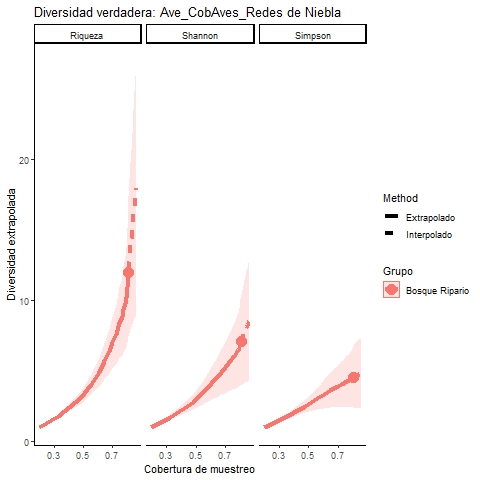 Diversidad verdadera: Ave_CobAves_Redes de Niebla
Riqueza Shannon Simpson
Diversidad extrapolada
20
10
0
0.3 0.5 0.7 0.3 0.5 0.7 0.3 0.5 0.7
Cobertura de muestreo
Method
Extrapolado
Interpolado
Grupo
Bosque Ripario